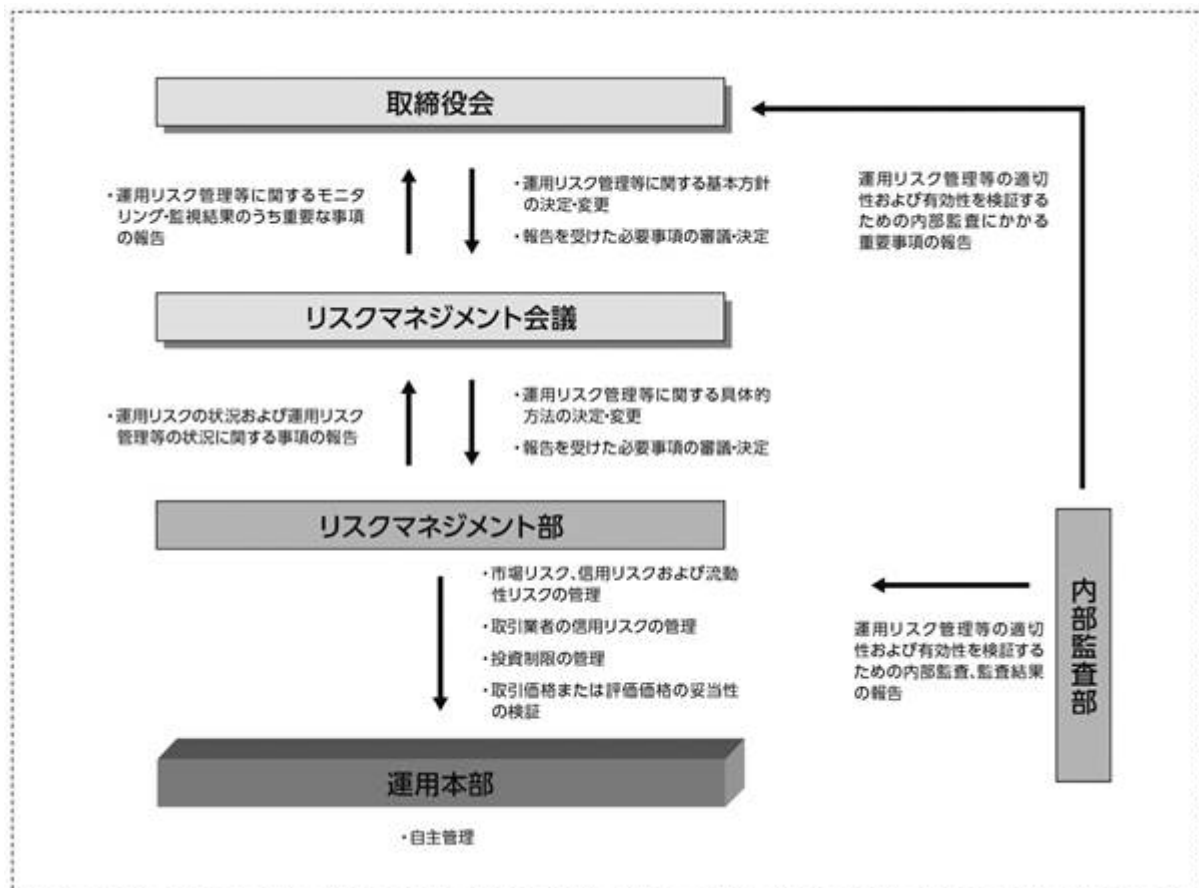 取締役会
・運用リスク管理等に関するモニタ
リング・監視結果のうち重要な事項
の報告
・運用リスク管理等に関する基本方針
の決定・変更
・報告を受けた必要事項の審議・決定
運用リスク管理等の適切
性および有効性を検証する
ための内部監査にかかる
重要事項の報告
リスクマネジメント会議
・運用リスクの状況および運用リスク
管理等の状況に関する事項の報告
・運用リスク管理等に関する具体的
方法の決定・変更
・報告を受けた必要事項の審議・決定
リスクマネジメント部
・市場リスク、信用リスクおよび流動
性リスクの管理
・取引業者の信用リスクの管理
・投資制限の管理
・取引価格または評価価格の妥当性
の検証
運用リスク管理等の適切
性および有効性を検証する
ための内部監査、監査結果
の報告
内部監査部
運用本部
・自主管理